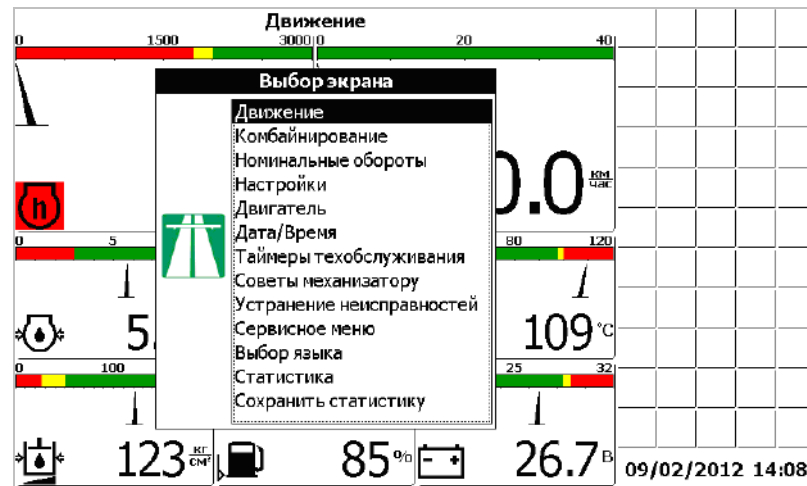 Движение
0 1500 3000 0 20 40
Выбор экрана
Движение
Комбайнирование
Номинальные обороты
Настройки
Двигатель
Дата/Время
Таймеры техобслуживания
Советы механизатору
Устранение неисправностей
Сервисное меню
Выбор языка
Статистика
Сохранить статистику
0.0 км/час
h
0 5 80 120
5. 109 °C
0 100 25 32
123 кг/см² 85 % - + 26.7 В
09/02/2012 14:08